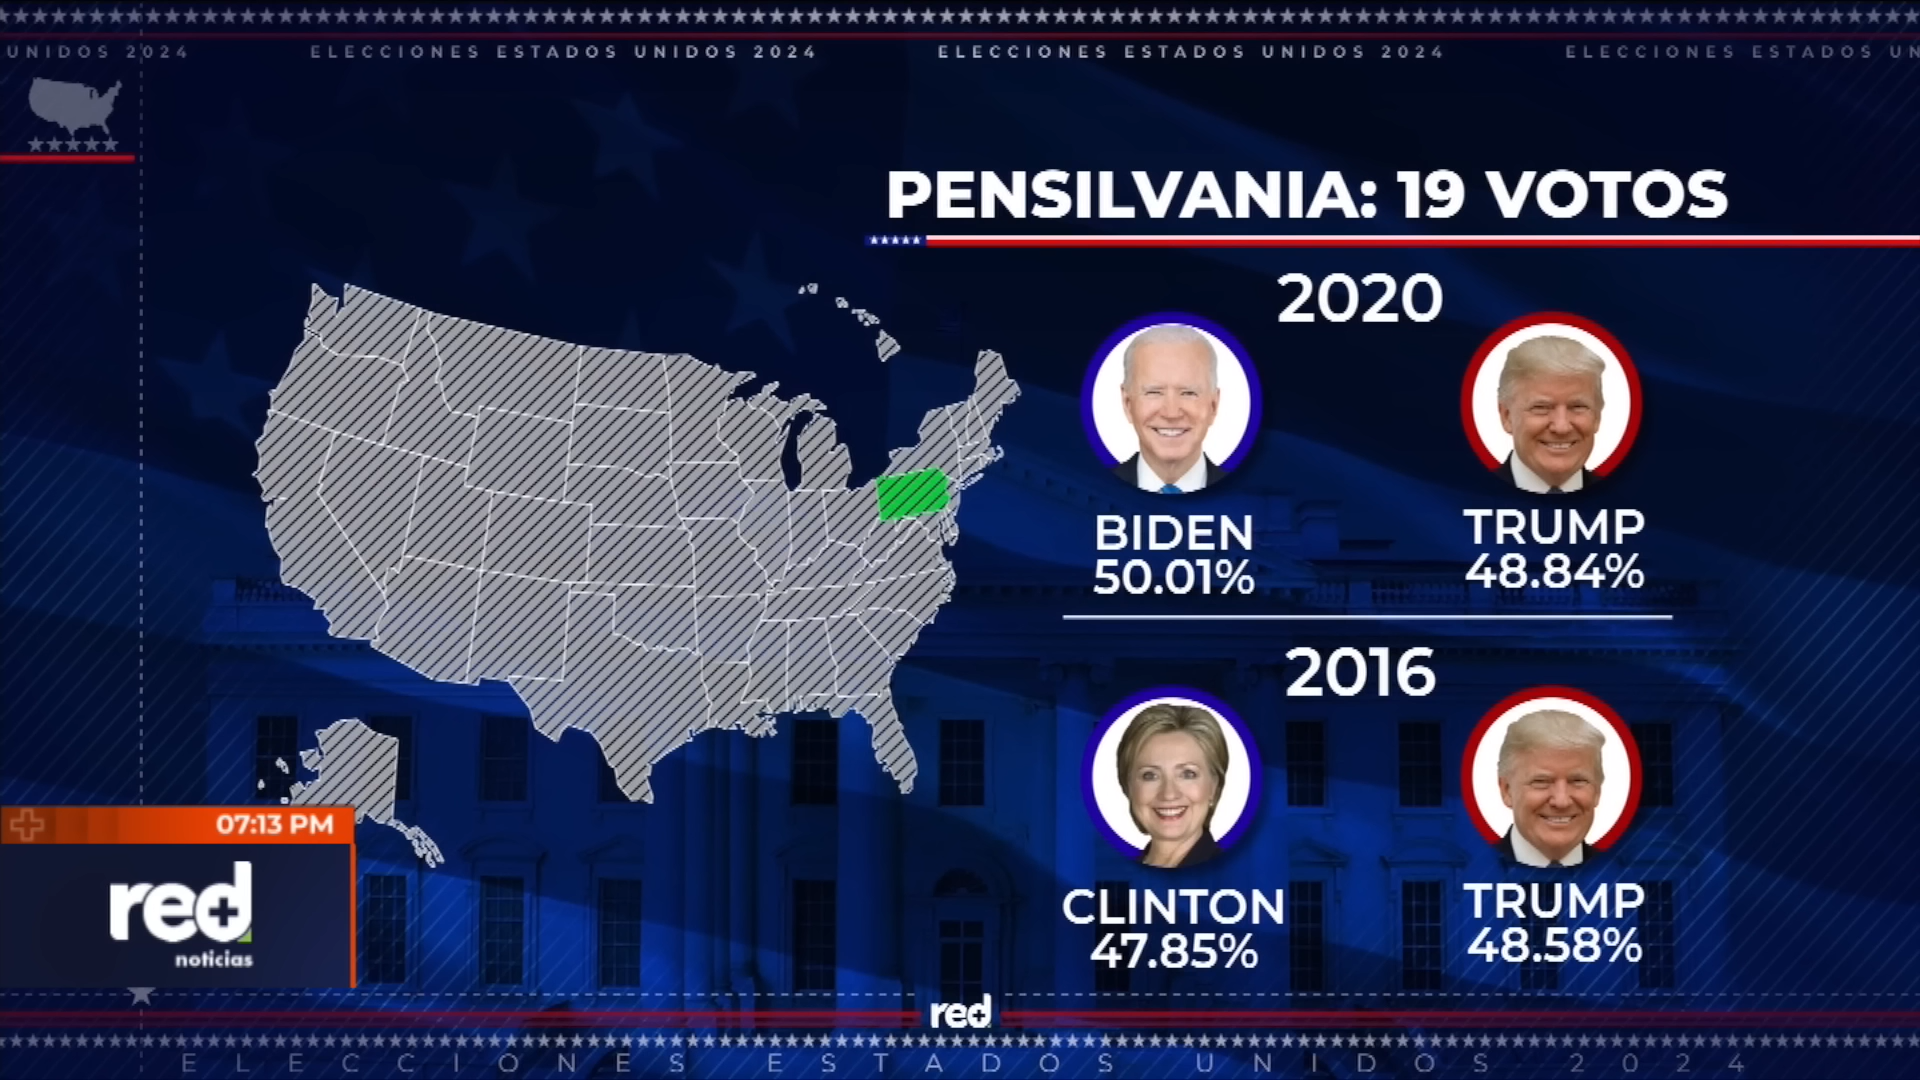 UNIDOS 2024 ELECCIONES ESTADOS UNIDOS 2024 ELECCIONES ESTADOS UNIDOS 2024 ELECCIONES ESTADOS UN
PENSILVANIA: 19 VOTOS
2020
BIDEN TRUMP
50.01% 48.84%
2016
CLINTON TRUMP
47.85% 48.58%
07:13 PM
red+
noticias
red+
ELECCIONES ESTADOS UNIDOS 2024